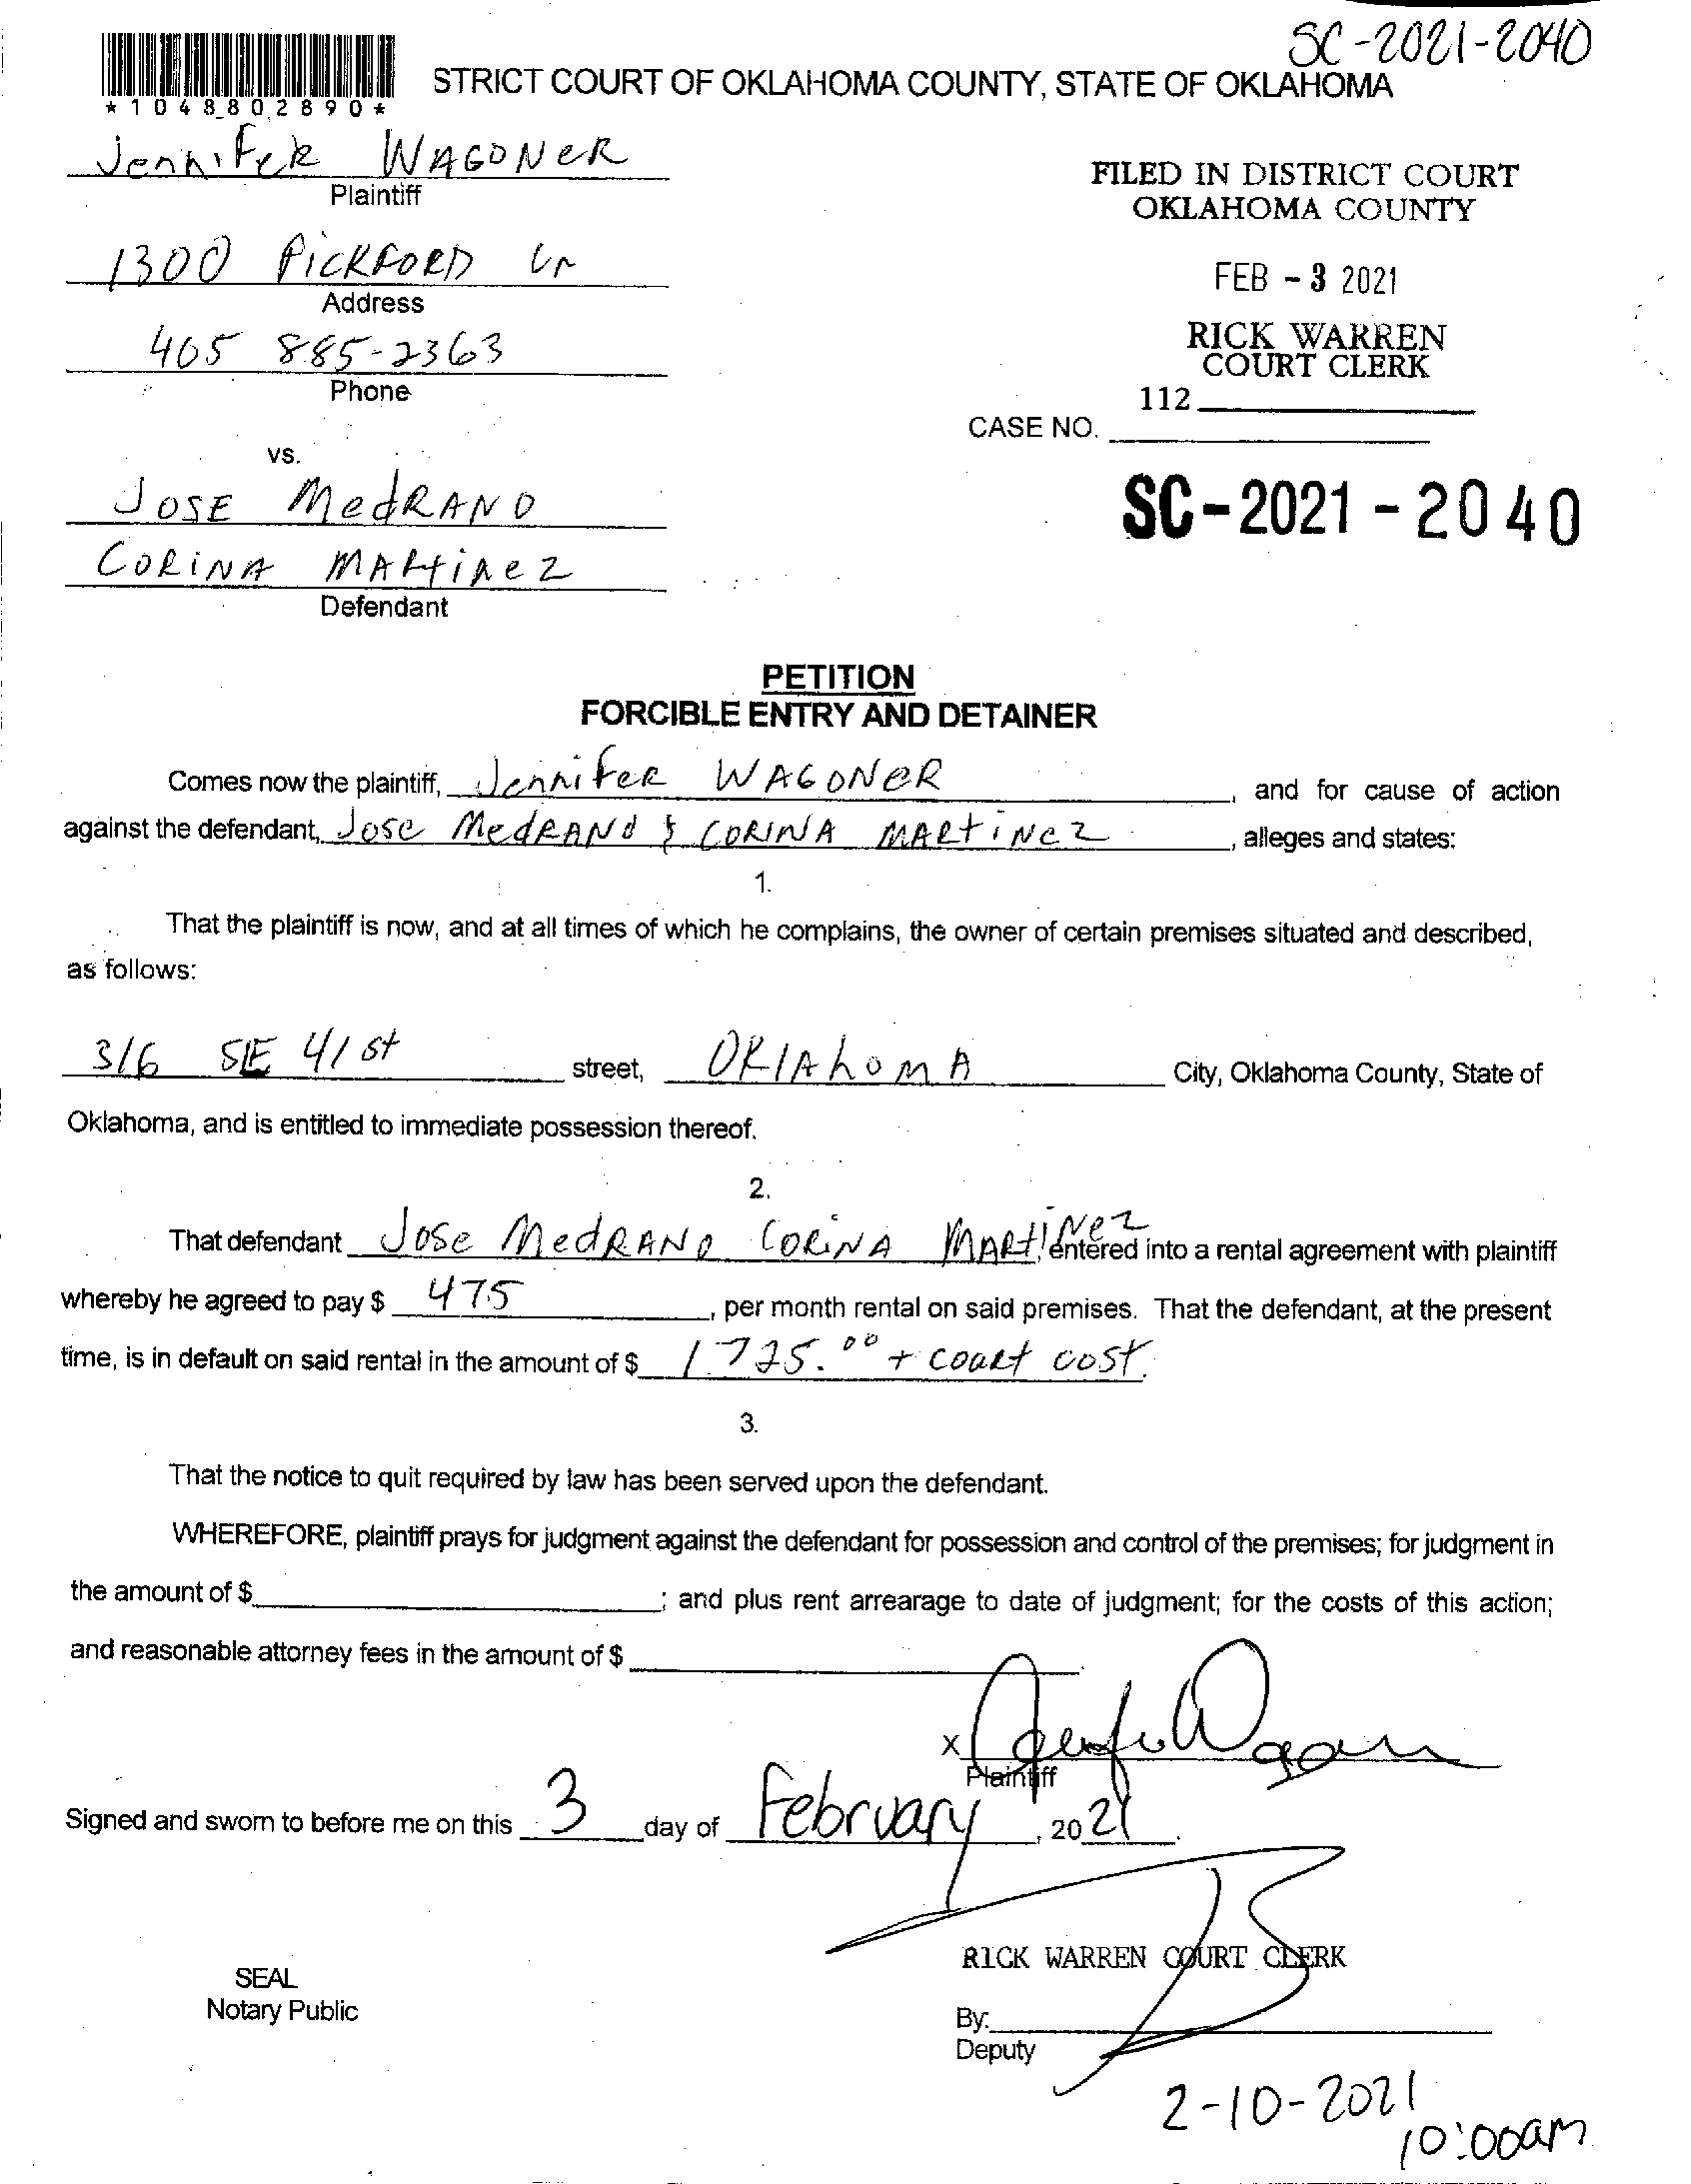 SC-2021-2040
*1048802890*
STRICT COURT OF OKLAHOMA COUNTY, STATE OF OKLAHOMA
Jennifer WAGONER
Plaintiff
FILED IN DISTRICT COURT
OKLAHOMA COUNTY
1300 PICKFORD Ln
Address
FEB - 3 2021
405 885-2363
Phone
RICK WARREN
COURT CLERK
112
CASE NO.
vs.
JOSE MedRANO
SC-2021-2040
CORINA MARtiNez
Defendant
PETITION
FORCIBLE ENTRY AND DETAINER
Comes now the plaintiff, Jennifer WAGONER, and for cause of action
against the defendant, Jose MedRANO & CORINA MARtiNez, alleges and states:
1.
That the plaintiff is now, and at all times of which he complains, the owner of certain premises situated and described,
as follows:
316 SE 41st street, OKlAhomA City, Oklahoma County, State of
Oklahoma, and is entitled to immediate possession thereof.
2.
That defendant Jose MedRANO CORINA MARtiNez entered into a rental agreement with plaintiff
whereby he agreed to pay $ 475, per month rental on said premises. That the defendant, at the present
time, is in default on said rental in the amount of $ 1725.00 + court cost.
3.
That the notice to quit required by law has been served upon the defendant.
WHEREFORE, plaintiff prays for judgment against the defendant for possession and control of the premises; for judgment in
the amount of $ ; and plus rent arrearage to date of judgment; for the costs of this action;
and reasonable attorney fees in the amount of $
X
Plaintiff
Signed and sworn to before me on this 3 day of February, 2021.
RICK WARREN COURT CLERK
SEAL
Notary Public
By:
Deputy
2-10-2021
10:00am